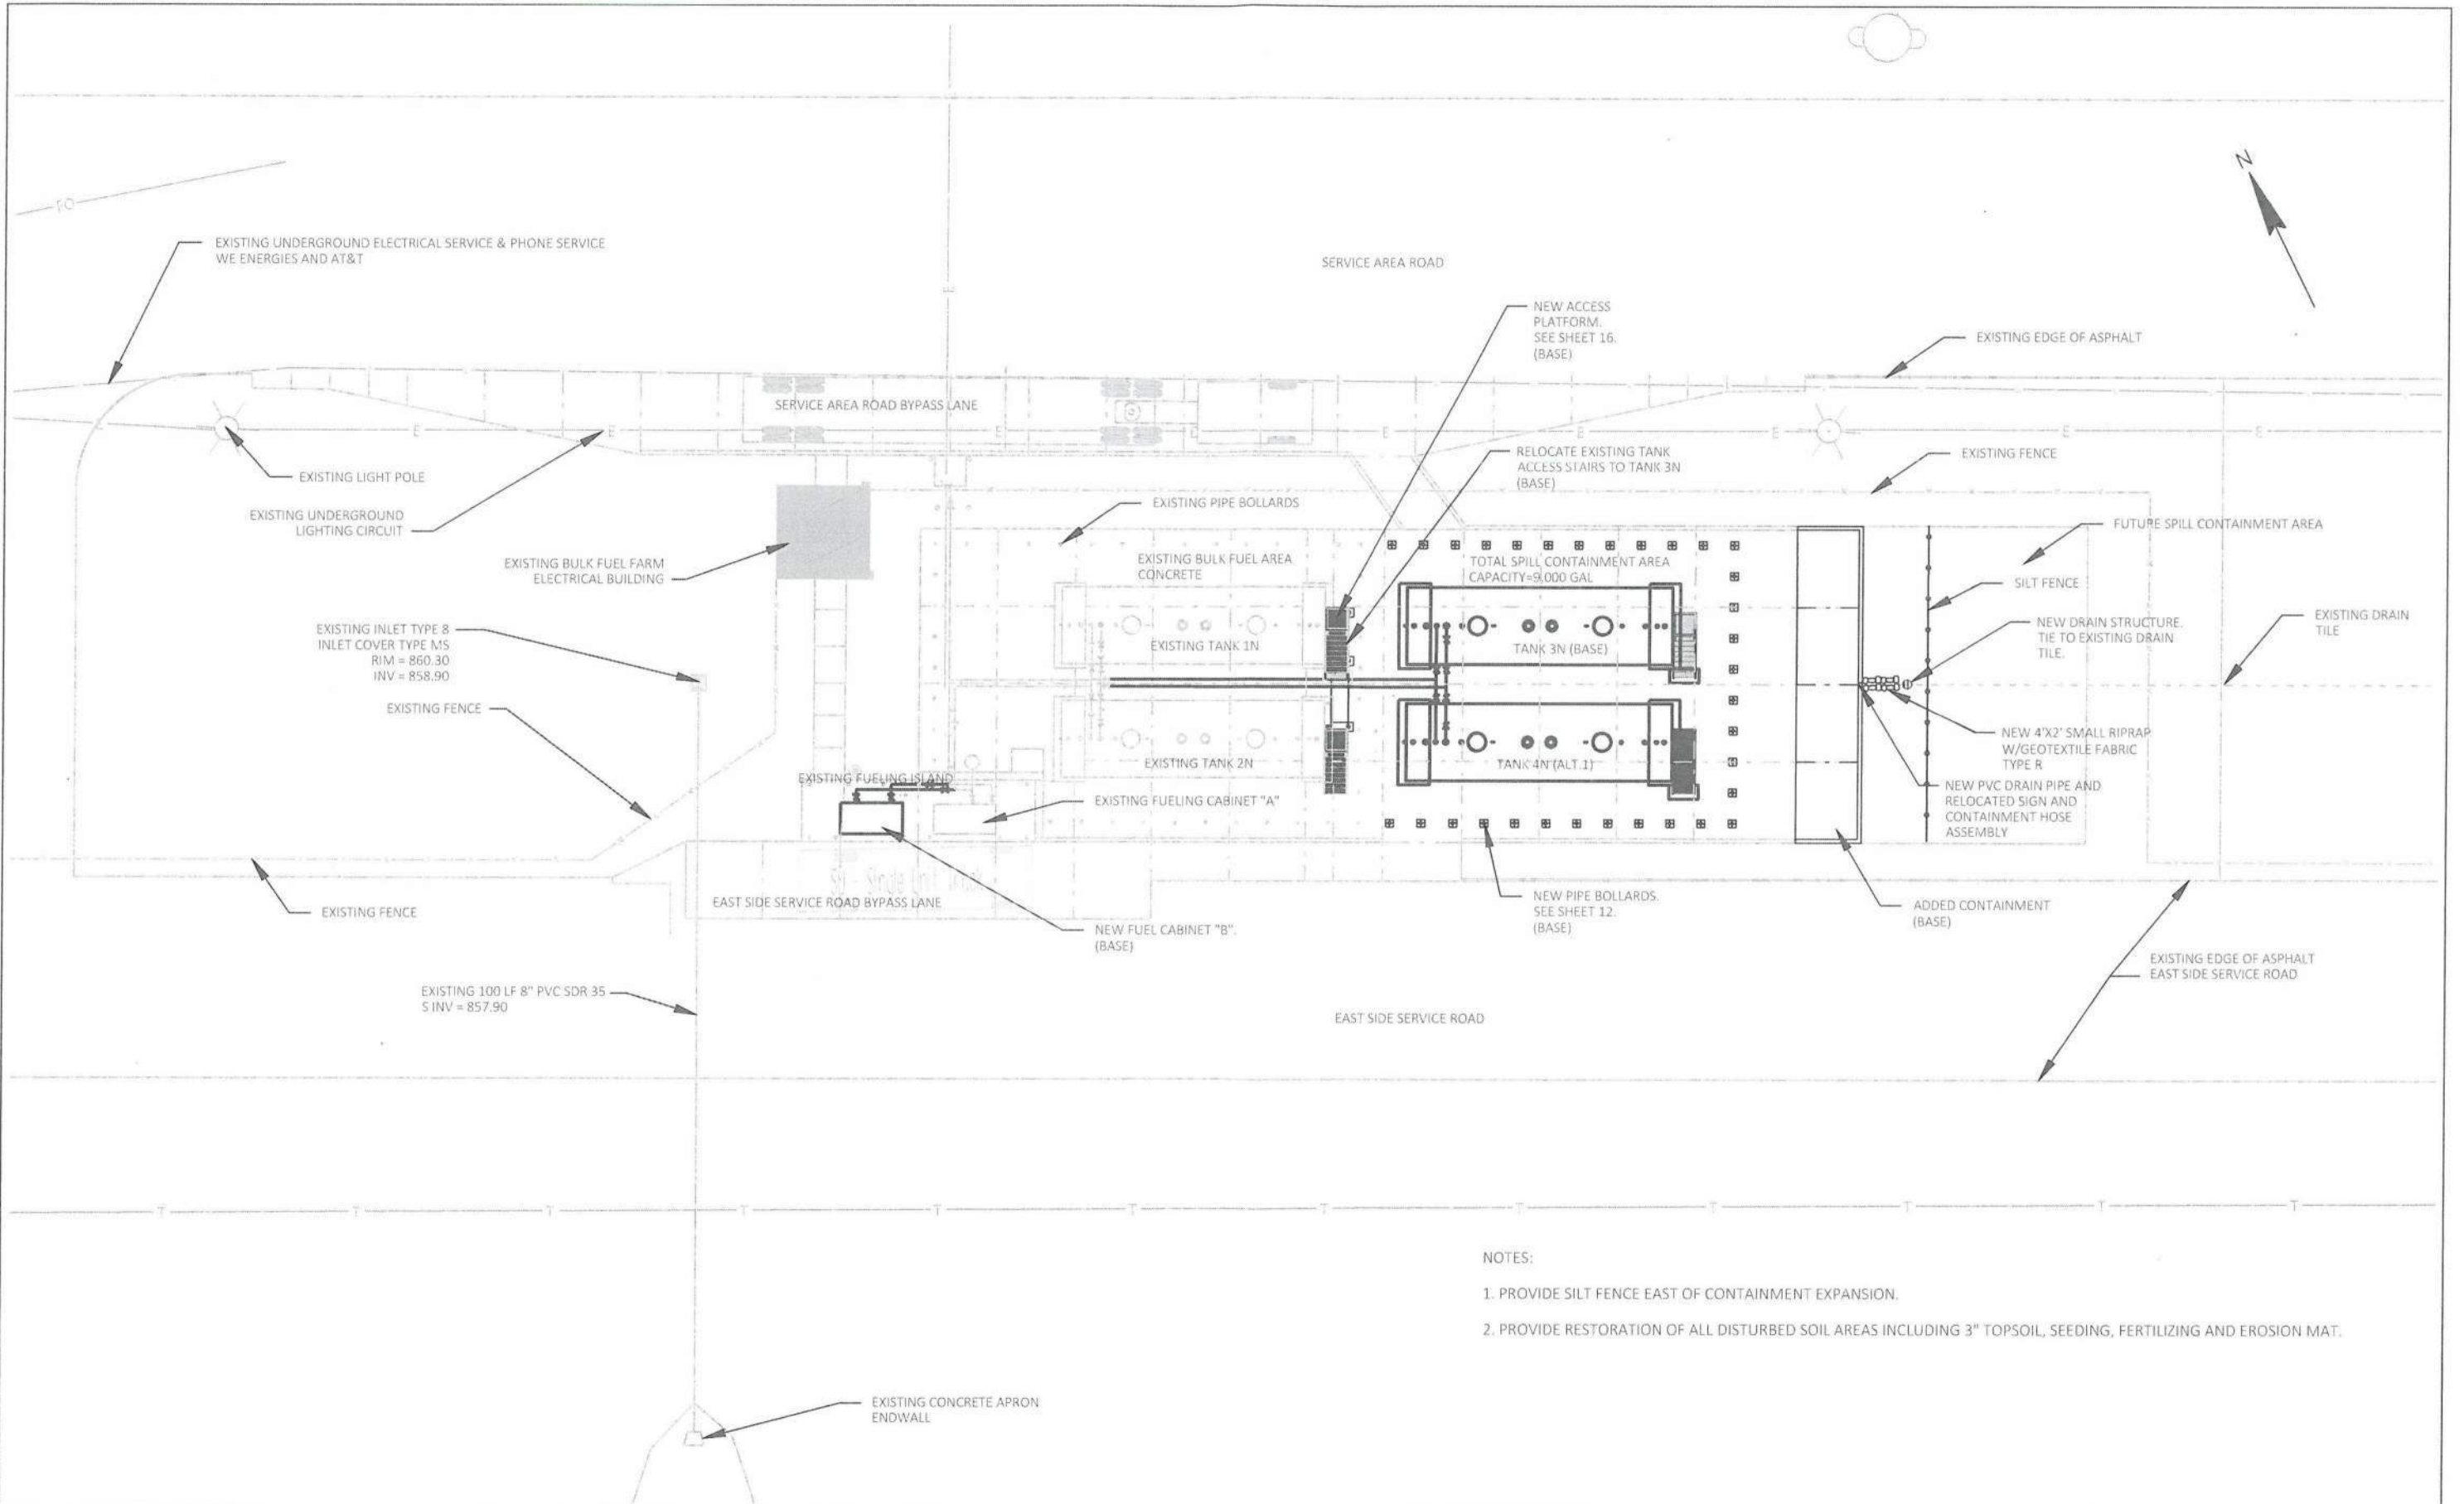 N
FO
EXISTING UNDERGROUND ELECTRICAL SERVICE & PHONE SERVICE
WE ENERGIES AND AT&T
SERVICE AREA ROAD
NEW ACCESS
PLATFORM.
SEE SHEET 16.
(BASE)
EXISTING EDGE OF ASPHALT
SERVICE AREA ROAD BYPASS LANE
E
E
E
E
E
E
E
E
EXISTING LIGHT POLE
RELOCATE EXISTING TANK
ACCESS STAIRS TO TANK 3N
(BASE)
EXISTING FENCE
EXISTING PIPE BOLLARDS
EXISTING UNDERGROUND
LIGHTING CIRCUIT
FUTURE SPILL CONTAINMENT AREA
EXISTING BULK FUEL FARM
ELECTRICAL BUILDING
EXISTING BULK FUEL AREA
CONCRETE
TOTAL SPILL CONTAINMENT AREA
CAPACITY=9,000 GAL
SILT FENCE
EXISTING INLET TYPE 8
INLET COVER TYPE MS
RIM = 860.30
INV = 858.90
EXISTING TANK 1N
TANK 3N (BASE)
NEW DRAIN STRUCTURE.
TIE TO EXISTING DRAIN
TILE.
EXISTING DRAIN
TILE
EXISTING FENCE
NEW 4'X2' SMALL RIPRAP
W/GEOTEXTILE FABRIC
TYPE R
EXISTING TANK 2N
TANK 4N (ALT.1)
EXISTING FUELING ISLAND
EXISTING FUELING CABINET "A"
NEW PVC DRAIN PIPE AND
RELOCATED SIGN AND
CONTAINMENT HOSE
ASSEMBLY
SU - Single Unit Truck
EAST SIDE SERVICE ROAD BYPASS LANE
EXISTING FENCE
NEW FUEL CABINET "B".
(BASE)
NEW PIPE BOLLARDS.
SEE SHEET 12.
(BASE)
ADDED CONTAINMENT
(BASE)
EXISTING EDGE OF ASPHALT
EAST SIDE SERVICE ROAD
EXISTING 100 LF 8" PVC SDR 35
S INV = 857.90
EAST SIDE SERVICE ROAD
T T T T T T T T T T T T
NOTES:
1. PROVIDE SILT FENCE EAST OF CONTAINMENT EXPANSION.
2. PROVIDE RESTORATION OF ALL DISTURBED SOIL AREAS INCLUDING 3" TOPSOIL, SEEDING, FERTILIZING AND EROSION MAT.
EXISTING CONCRETE APRON
ENDWALL